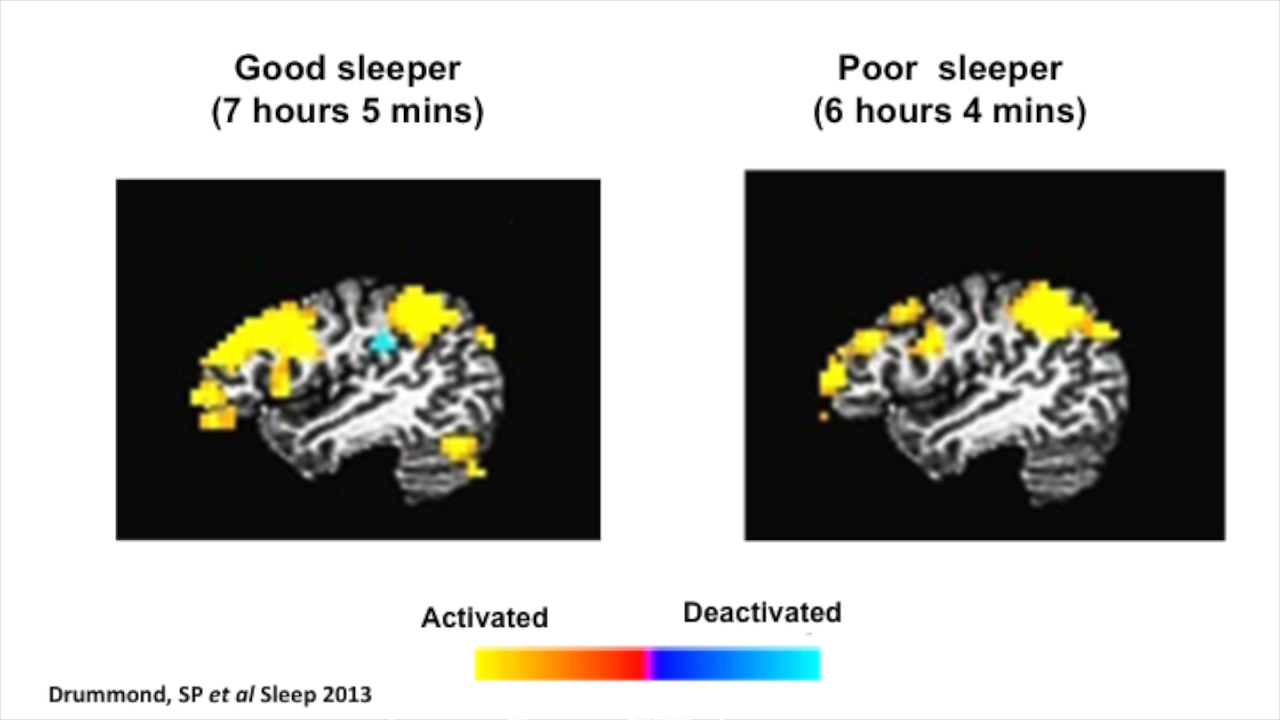 Good sleeper
(7 hours 5 mins)
Poor sleeper
(6 hours 4 mins)
Activated
Deactivated
Drummond, SP et al Sleep 2013